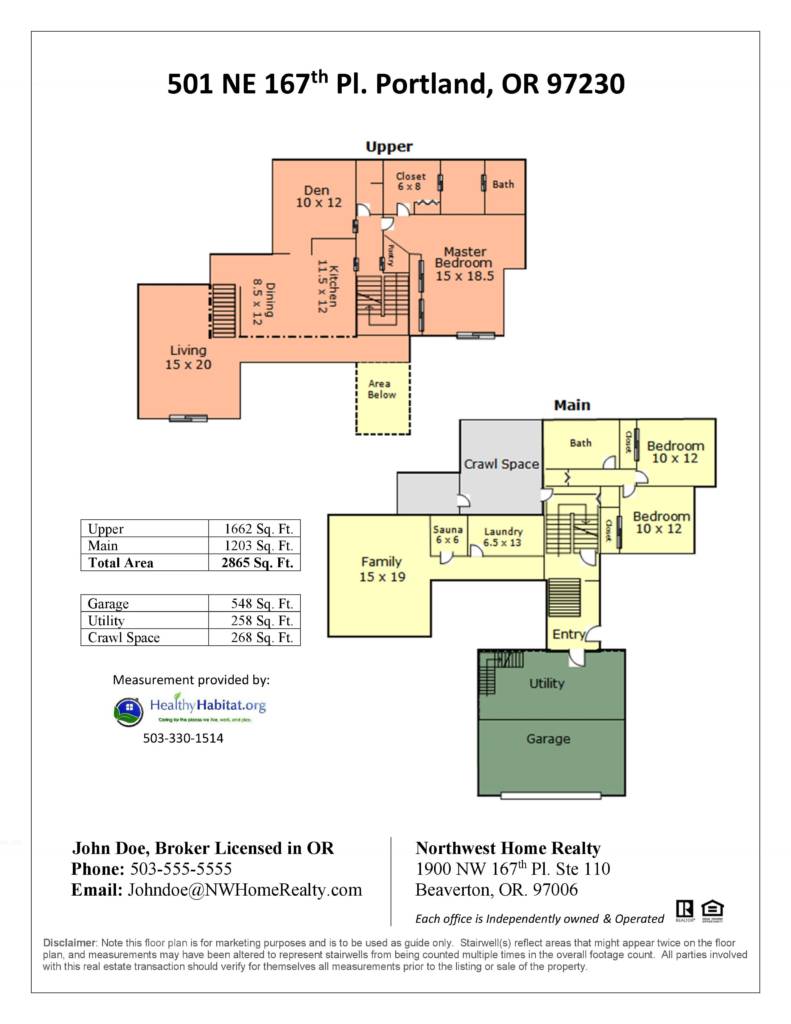 501 NE 167th Pl. Portland, OR 97230
Upper
Den
10 x 12
Closet
6 x 8
Bath
Pantry
Master
Bedroom
15 x 18.5
Kitchen
11.5 x 12
Dining
8.5 x 12
Living
15 x 20
Area
Below
Main
Crawl Space
Bath
Closet
Bedroom
10 x 12
Bedroom
10 x 12
Closet
Sauna
6 x 6
Laundry
6.5 x 13
Family
15 x 19
Entry
Utility
Garage
Upper 1662 Sq. Ft.
Main 1203 Sq. Ft.
Total Area 2865 Sq. Ft.
Garage 548 Sq. Ft.
Utility 258 Sq. Ft.
Crawl Space 268 Sq. Ft.
Measurement provided by:
HealthyHabitat.org
Caring for the places we live, work, and play.
503-330-1514
John Doe, Broker Licensed in OR
Phone: 503-555-5555
Email: Johndoe@NWHomeRealty.com
Northwest Home Realty
1900 NW 167th Pl. Ste 110
Beaverton, OR. 97006
Each office is Independently owned & Operated
REALTOR®
Disclaimer: Note this floor plan is for marketing purposes and is to be used as guide only. Stairwell(s) reflect areas that might appear twice on the floor
plan, and measurements may have been altered to represent stairwells from being counted multiple times in the overall footage count. All parties involved
with this real estate transaction should verify for themselves all measurements prior to the listing or sale of the property.